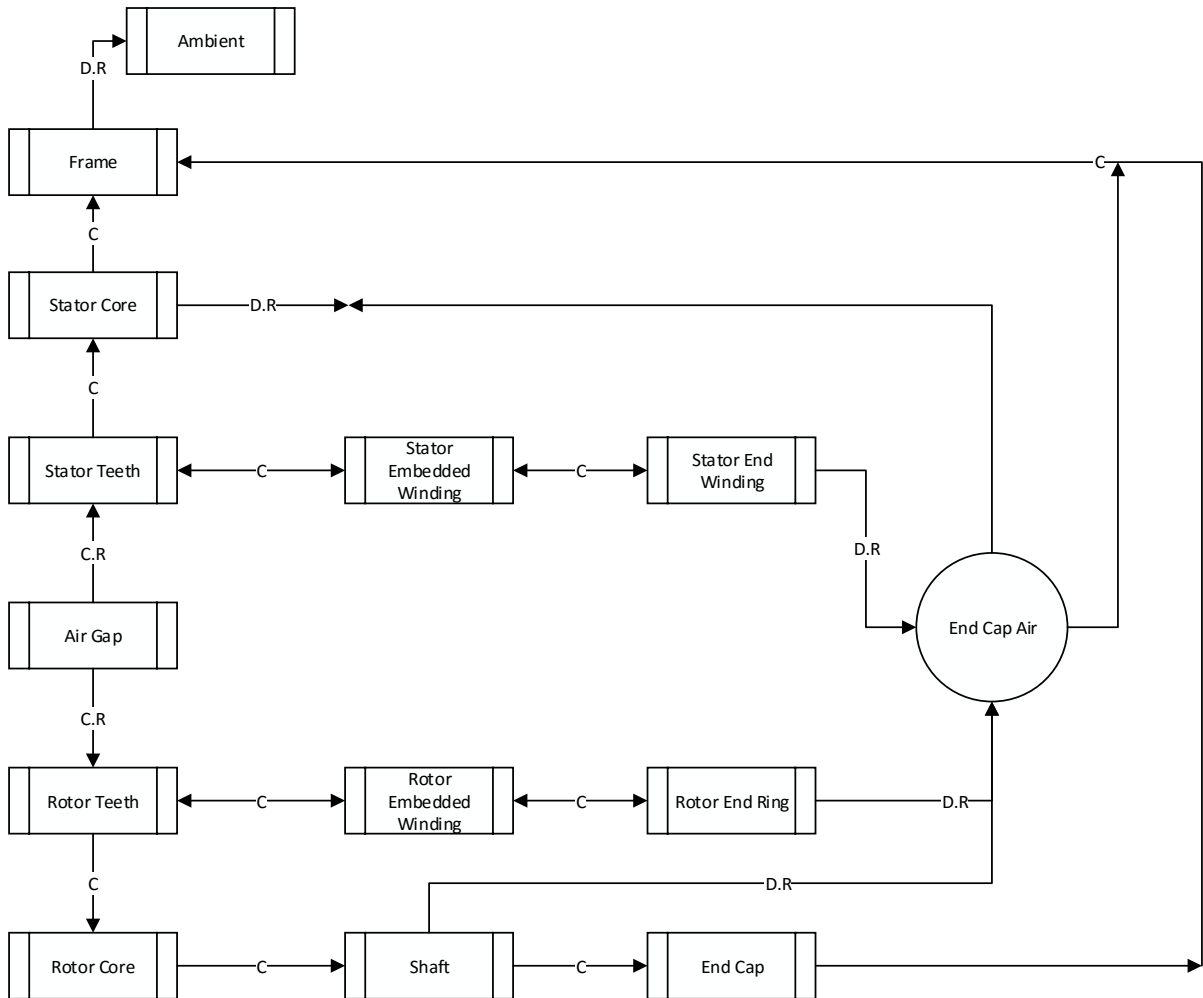 Ambient
D.R
Frame
C
C
Stator Core
D.R
C
Stator Teeth
C
Stator
Embedded
Winding
C
Stator End
Winding
C.R
D.R
Air Gap
End Cap Air
C.R
Rotor Teeth
C
Rotor
Embedded
Winding
C
Rotor End Ring
D.R
C
D.R
Rotor Core
C
Shaft
C
End Cap